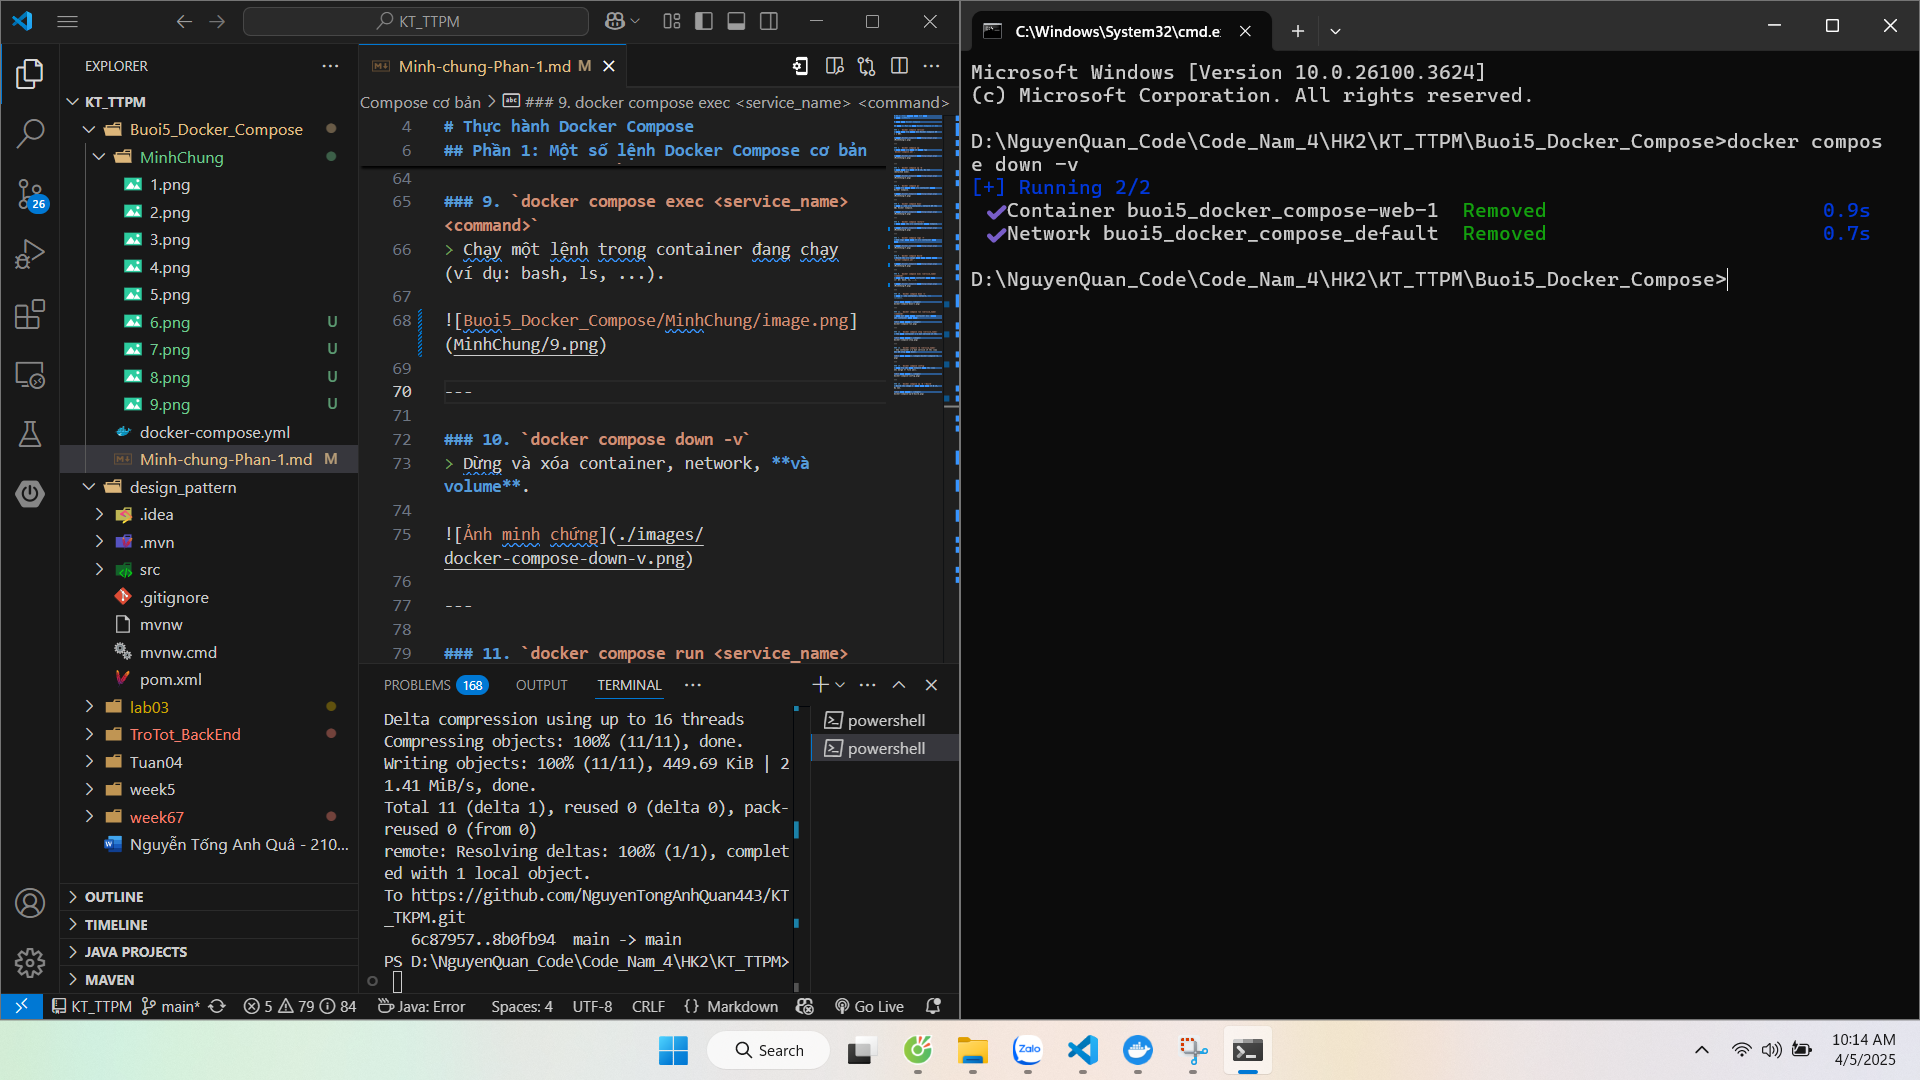 KT_TTPM
EXPLORER
KT_TTPM
Buoi5_Docker_Compose
MinhChung
1.png
2.png
3.png
4.png
5.png
6.png U
7.png U
8.png U
9.png U
docker-compose.yml
Minh-chung-Phan-1.md M
design_pattern
.idea
.mvn
src
.gitignore
mvnw
mvnw.cmd
pom.xml
lab03
TroTot_BackEnd
Tuan04
week5
week67
Nguyễn Tống Anh Quâ - 210...
OUTLINE
TIMELINE
JAVA PROJECTS
MAVEN
26
Minh-chung-Phan-1.md M
Compose cơ bản > ### 9. docker compose exec <service_name> <command>
4 # Thực hành Docker Compose
6 ## Phần 1: Một số lệnh Docker Compose cơ bản
64
65 ### 9. `docker compose exec <service_name>
<command>`
66 > Chạy một lệnh trong container đang chạy
(ví dụ: bash, ls, ...).
67
68 ![Buoi5_Docker_Compose/MinhChung/image.png]
(MinhChung/9.png)
69
70 ---
71
72 ### 10. `docker compose down -v`
73 > Dừng và xóa container, network, **và
volume**.
74
75 ![Ảnh minh chứng](./images/
docker-compose-down-v.png)
76
77 ---
78
79 ### 11. `docker compose run <service_name>
PROBLEMS 168 OUTPUT TERMINAL
Delta compression using up to 16 threads
Compressing objects: 100% (11/11), done.
Writing objects: 100% (11/11), 449.69 KiB | 2
1.41 MiB/s, done.
Total 11 (delta 1), reused 0 (delta 0), pack-
reused 0 (from 0)
remote: Resolving deltas: 100% (1/1), complet
ed with 1 local object.
To https://github.com/NguyenTongAnhQuan443/KT
_TKPM.git
6c87957..8b0fb94 main -> main
PS D:\NguyenQuan_Code\Code_Nam_4\HK2\KT_TTPM>
powershell
powershell
KT_TTPM main* 5 79 84 Java: Error Spaces: 4 UTF-8 CRLF {} Markdown Go Live
C:\Windows\System32\cmd.e
Microsoft Windows [Version 10.0.26100.3624]
(c) Microsoft Corporation. All rights reserved.
D:\NguyenQuan_Code\Code_Nam_4\HK2\KT_TTPM\Buoi5_Docker_Compose>docker compos
e down -v
[+] Running 2/2
Container buoi5_docker_compose-web-1 Removed 0.9s
Network buoi5_docker_compose_default Removed 0.7s
D:\NguyenQuan_Code\Code_Nam_4\HK2\KT_TTPM\Buoi5_Docker_Compose>
Search
Zalo
10:14 AM
4/5/2025